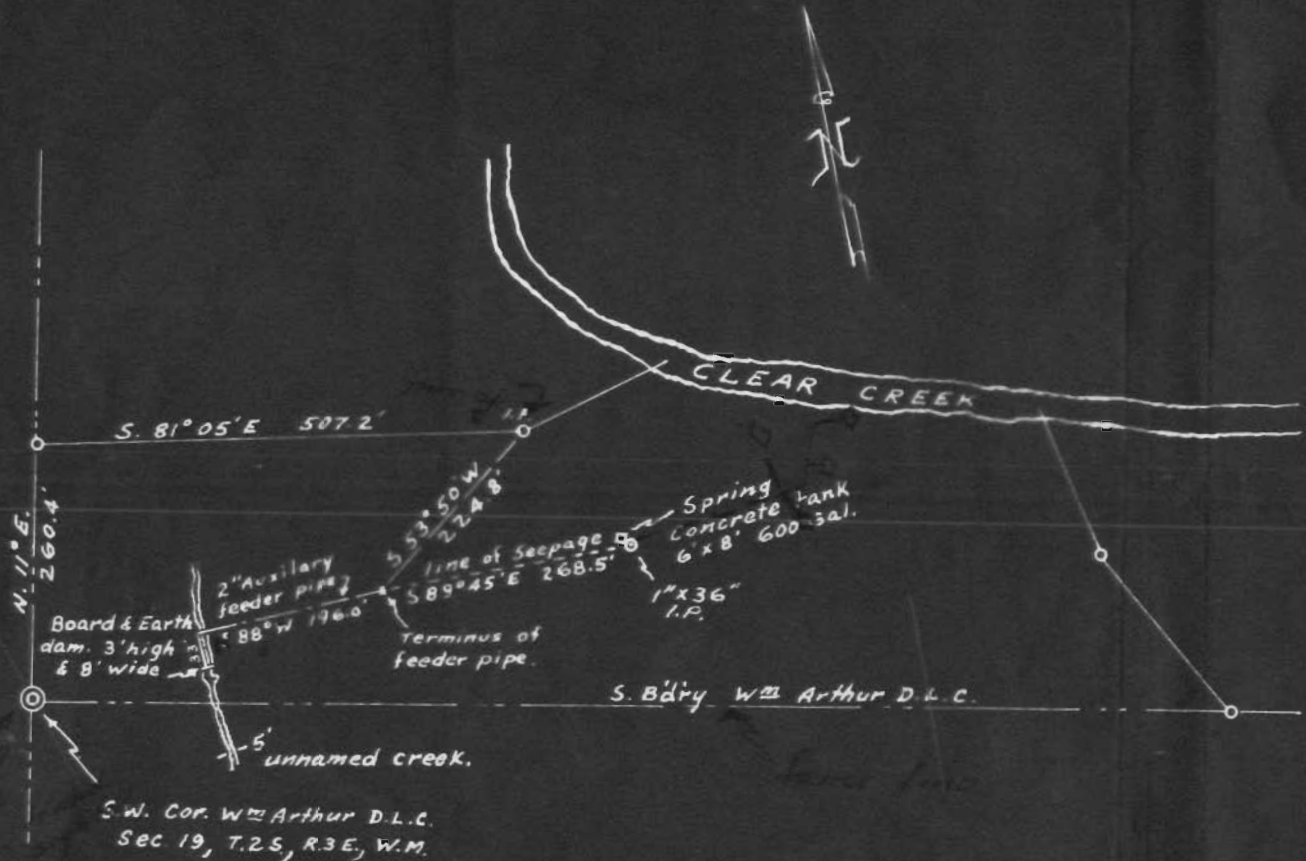 N
CLEAR CREEK
S. 81° 05' E 507.2'
I.P.
N. 11° E.
260.4'
S 53° 50' W
224.8'
Spring
Concrete Tank
6' x 8' 600 Gal.
line of Seepage
S 89° 45' E 268.5'
1" x 36"
I.P.
2" Auxilary
feeder pipe
S 88° W 196.0'
Terminus of
feeder pipe.
Board & Earth
dam. 3' high
& 8' wide
33'
S. B'd'ry Wm Arthur D.L.C.
5'
unnamed creek.
S.W. Cor. Wm Arthur D.L.C.
Sec 19, T.2S., R.3E., W.M.